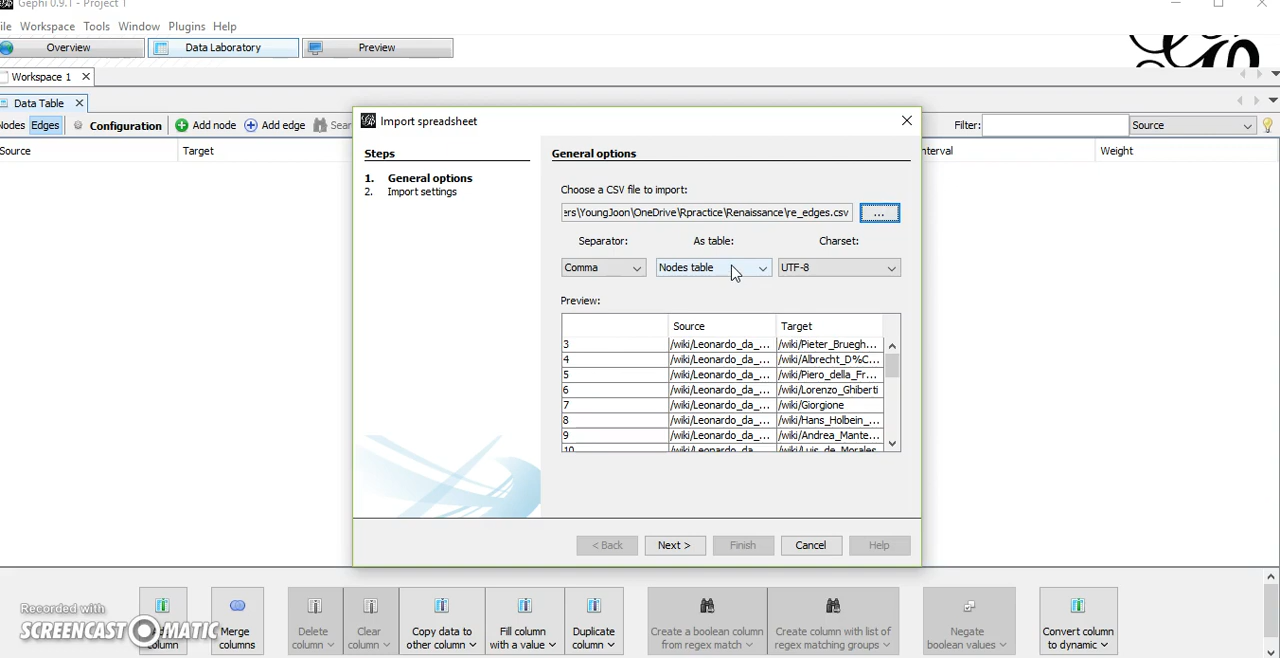 Gephi 0.9.1 - Project 1
ile Workspace Tools Window Plugins Help
Overview Data Laboratory Preview
Workspace 1
Data Table
Nodes Edges Configuration Add node Add edge Sear Filter: Source
Source Target nterval Weight
Import spreadsheet
Steps
1. General options
2. Import settings
General options
Choose a CSV file to import:
ers\YoungJoon\OneDrive\Rpractice\Renaissance\re_edges.csv ...
Separator: As table: Charset:
Comma Nodes table UTF-8
Preview:
Source Target
3 /wiki/Leonardo_da_... /wiki/Pieter_Bruegh...
4 /wiki/Leonardo_da_... /wiki/Albrecht_D%C...
5 /wiki/Leonardo_da_... /wiki/Piero_della_Fr...
6 /wiki/Leonardo_da_... /wiki/Lorenzo_Ghiberti
7 /wiki/Leonardo_da_... /wiki/Giorgione
8 /wiki/Leonardo_da_... /wiki/Hans_Holbein_...
9 /wiki/Leonardo_da_... /wiki/Andrea_Mante...
10 /wiki/Leonardo_da_... /wiki/Luis_de_Morales
< Back Next > Finish Cancel Help
Recorded with
SCREENCAST-O-MATIC
column
Merge columns
Delete column
Clear column
Copy data to other column
Fill column with a value
Duplicate column
Create a boolean column from regex match
Create column with list of regex matching groups
Negate boolean values
Convert column to dynamic